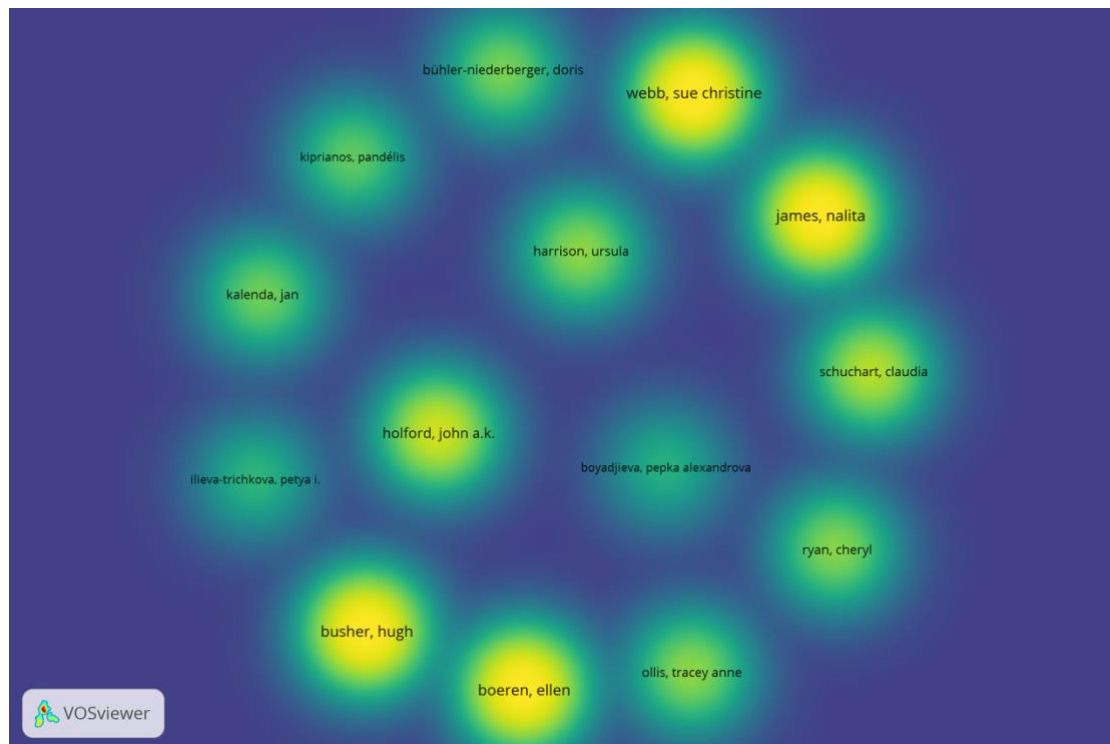 bühler-niederberger, doris
webb, sue christine
kiprianos, pandélis
james, nalita
harrison, ursula
kalenda, jan
schuchart, claudia
holford, john a.k.
boyadjieva, pepka alexandrova
ilieva-trichkova, petya i.
ryan, cheryl
busher, hugh
ollis, tracey anne
boeren, ellen
VOSviewer